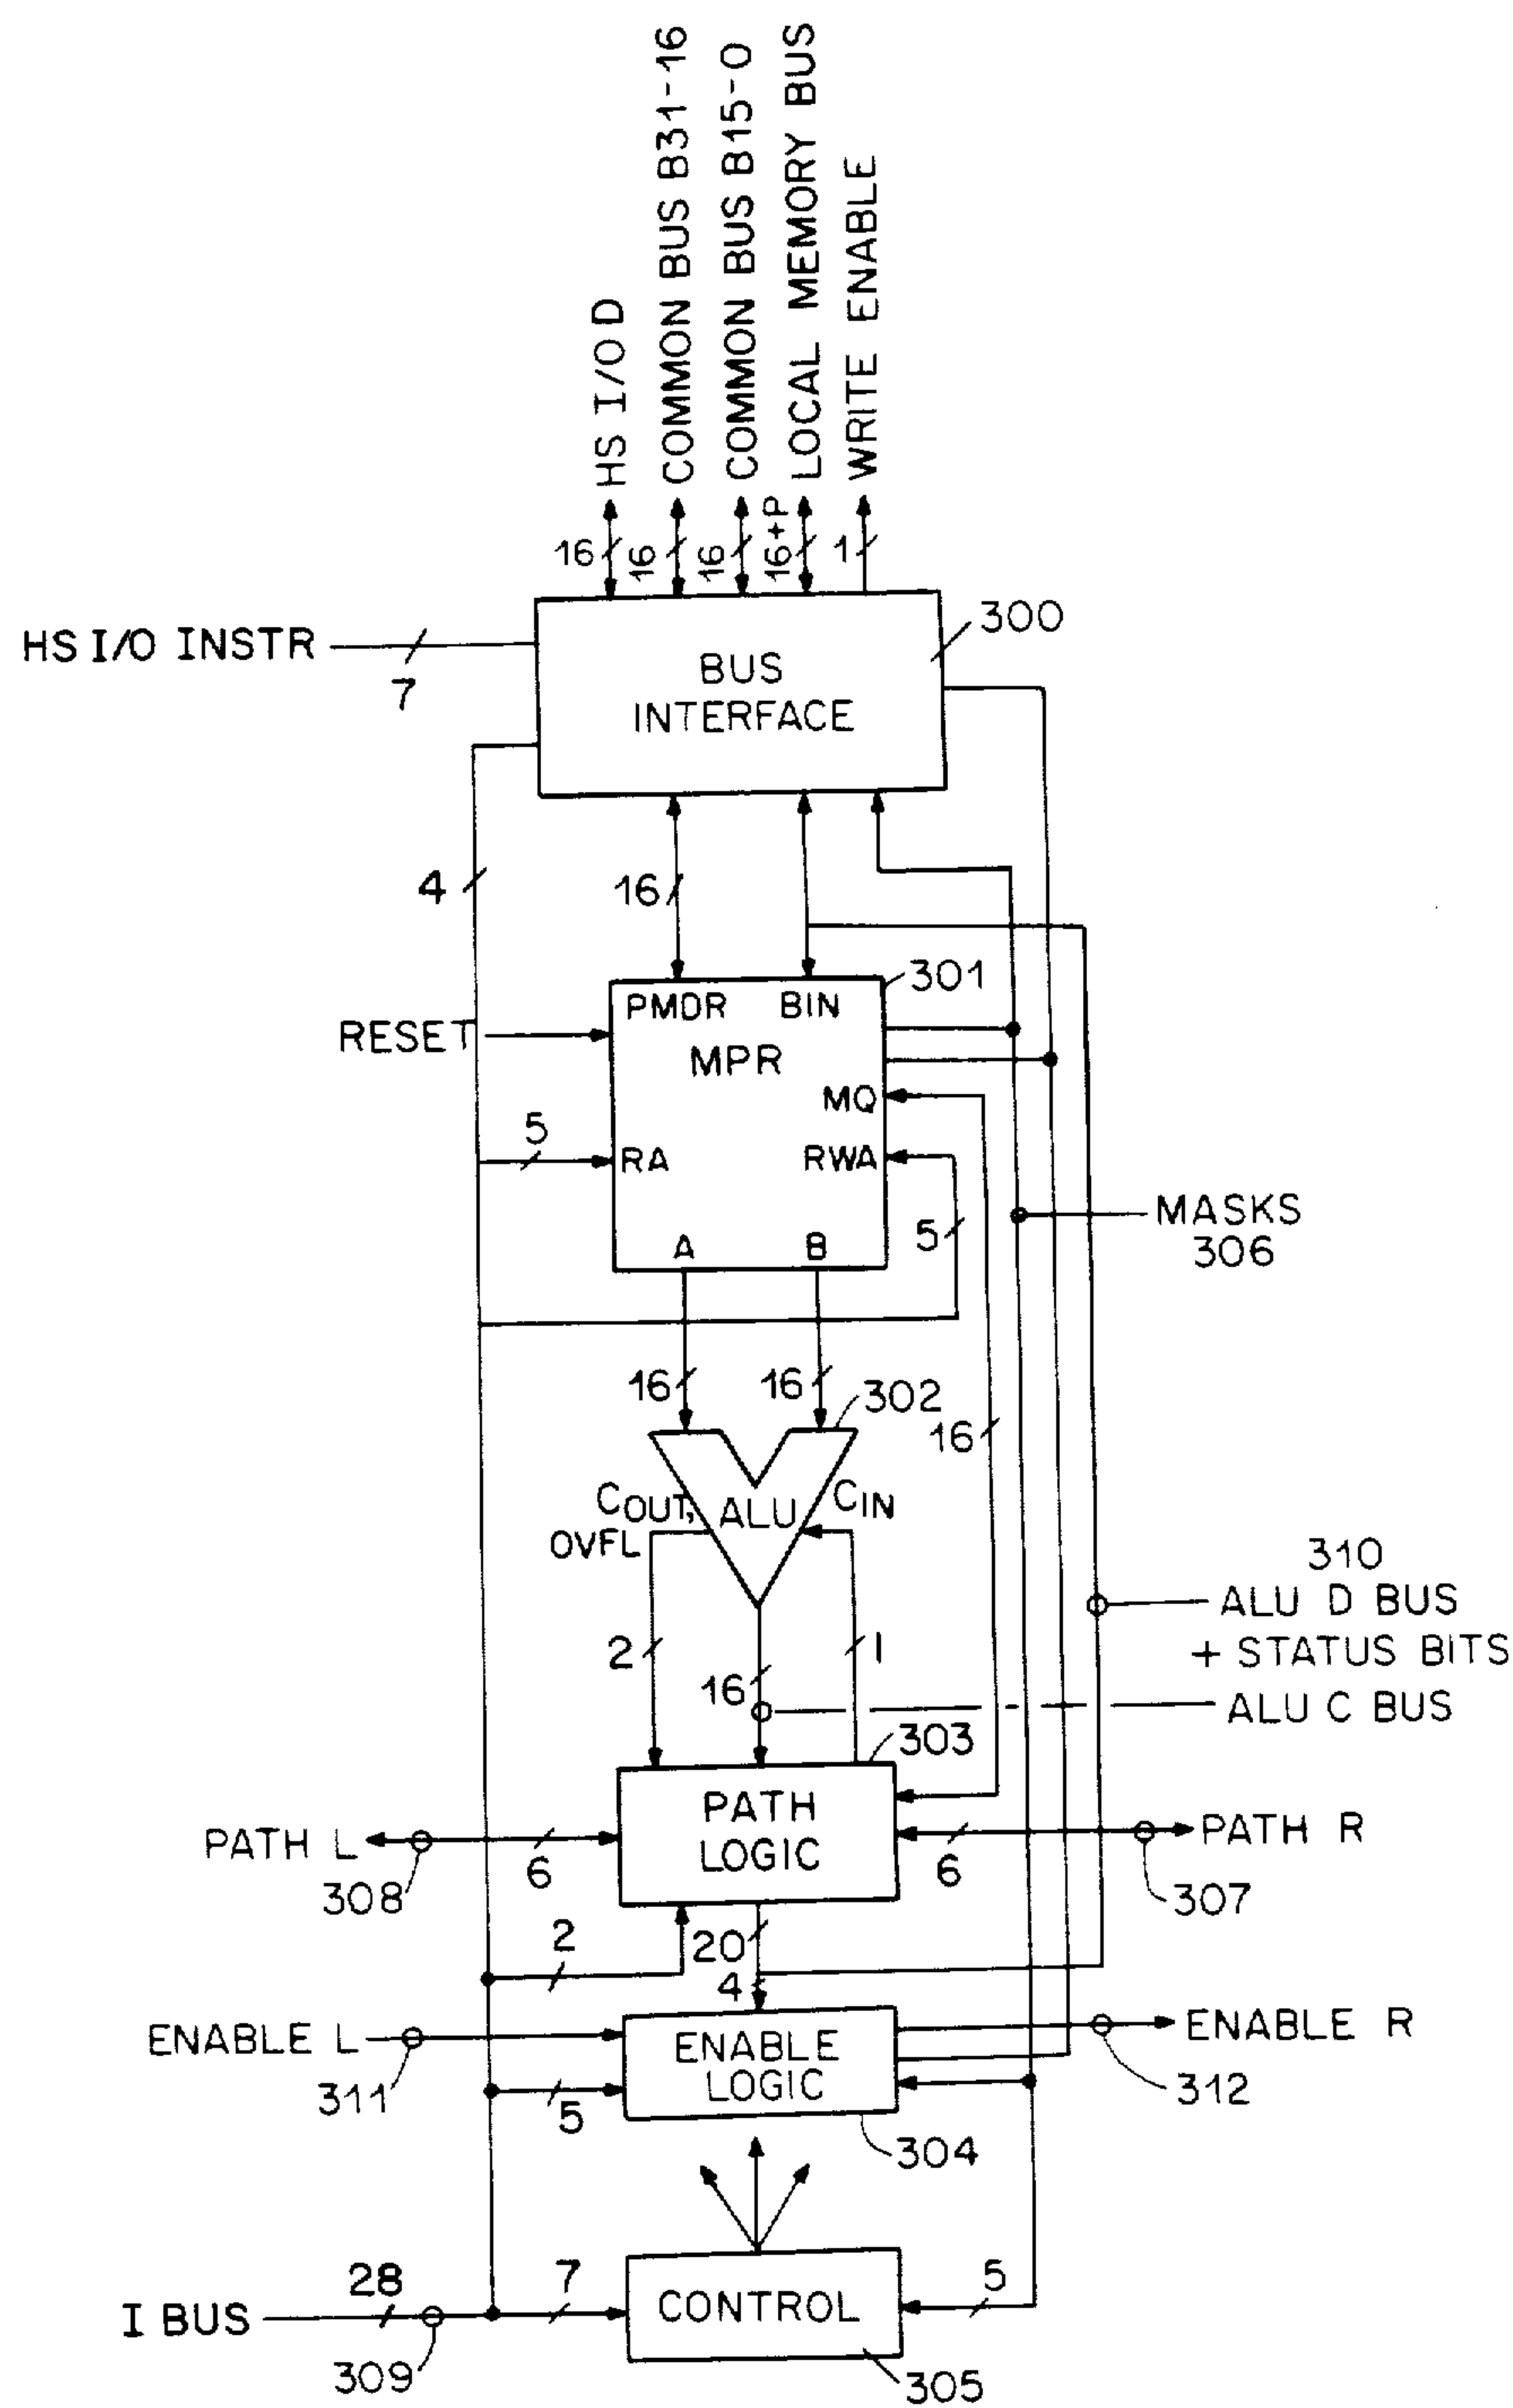 HS I/O D
COMMON BUS B31-16
COMMON BUS B15-0
LOCAL MEMORY BUS
WRITE ENABLE
16
16
16
16+P
1
HS I/O INSTR
7
300
BUS
INTERFACE
4
16
301
PMDR BIN
RESET
MPR
MQ
5
RA RWA
5
MASKS
306
A B
16
16
302
16
COUT,
OVFL
ALU
CIN
310
ALU D BUS
+ STATUS BITS
2
16
1
ALU C BUS
303
PATH
LOGIC
PATH L
308
6
6
PATH R
307
2
20
4
ENABLE L
311
5
ENABLE
LOGIC
ENABLE R
312
304
28
I BUS
309
7
CONTROL
5
305